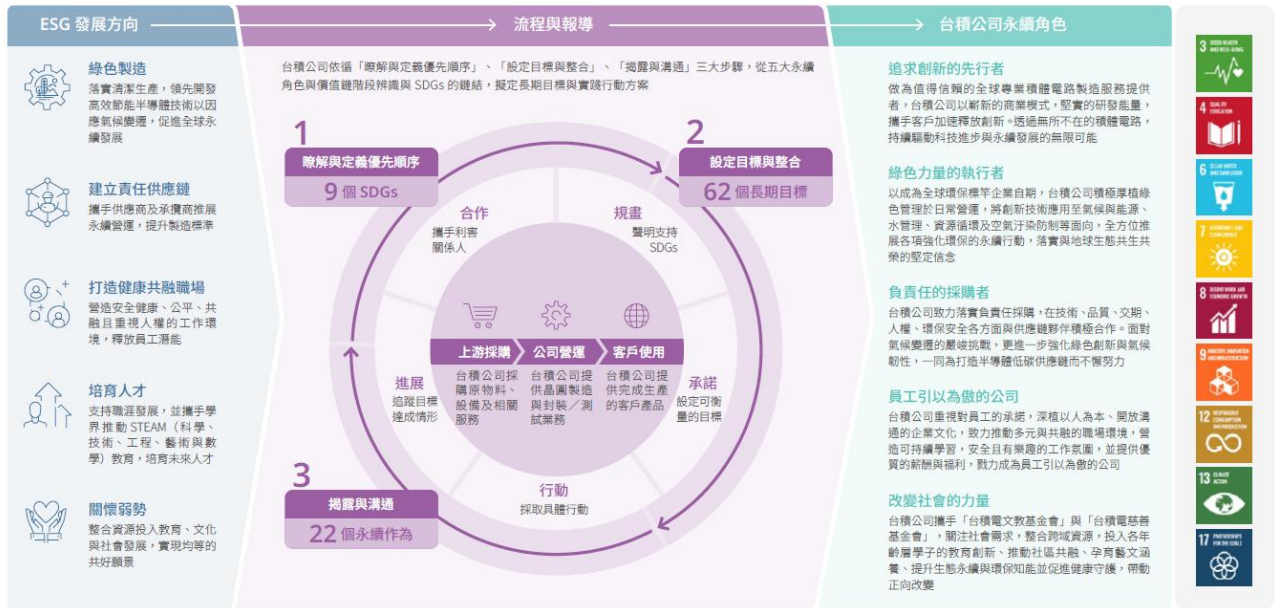 ESG 發展方向
綠色製造
落實清潔生產，領先開發
高效節能半導體技術以因
應氣候變遷，促進全球永
續發展
建立責任供應鏈
攜手供應商及承攬商推展
永續營運，提升製造標準
打造健康共融職場
營造安全健康、公平、共
融且重視人權的工作環
境，釋放員工潛能
培育人才
支持職涯發展，並攜手學
界推動 STEAM（科學、
技術、工程、藝術與數
學）教育，培育未來人才
關懷弱勢
整合資源投入教育、文化
與社會發展，實現均等的
共好願景
流程與報導
台積公司依循「瞭解與定義優先順序」、「設定目標與整合」、「揭露與溝通」三大步驟，從五大永續
角色與價值鏈階段辨識與 SDGs 的鏈結，擬定長期目標與實踐行動方案
1
瞭解與定義優先順序
9 個 SDGs
2
設定目標與整合
62 個長期目標
合作
攜手利害
關係人
規畫
聲明支持
SDGs
上游採購
台積公司採
購原物料、
設備及相關
服務
公司營運
台積公司提
供晶圓製造
與封裝／測
試業務
客戶使用
台積公司提
供完成生產
的客戶產品
進展
追蹤目標
達成情形
承諾
設定可衡
量的目標
3
揭露與溝通
22 個永續作為
行動
採取具體行動
台積公司永續角色
追求創新的先行者
做為值得信賴的全球專業積體電路製造服務提供
者，台積公司以嶄新的商業模式，堅實的研發能量，
攜手客戶加速釋放創新。透過無所不在的積體電路，
持續驅動科技進步與永續發展的無限可能
綠色力量的執行者
以成為全球環保標竿企業自期，台積公司積極厚植綠
色管理於日常營運，將創新技術應用至氣候與能源、
水管理、資源循環及空氣汙染防制等面向，全方位推
展各項強化環保的永續行動，落實與地球生態共生共
榮的堅定信念
負責任的採購者
台積公司致力落實負責任採購，在技術、品質、交期、
人權、環保安全各方面與供應鏈夥伴積極合作。面對
氣候變遷的嚴峻挑戰，更進一步強化綠色創新與氣候
韌性，一同為打造半導體低碳供應鏈而不懈努力
員工引以為傲的公司
台積公司重視對員工的承諾，深植以人為本、開放溝
通的企業文化，致力推動多元與共融的職場環境，營
造可持續學習，安全且有樂趣的工作氛圍，並提供優
質的薪酬與福利，戮力成為員工引以為傲的公司
改變社會的力量
台積公司攜手「台積電文教基金會」與「台積電慈善
基金會」，關注社會需求，整合跨域資源，投入各年
齡層學子的教育創新、推動社區共融、孕育藝文涵
養、提升生態永續與環保知能並促進健康守護，帶動
正向改變
3 GOOD HEALTH
AND WELL-BEING
4 QUALITY
EDUCATION
6 CLEAN WATER
AND SANITATION
7 AFFORDABLE AND
CLEAN ENERGY
8 DECENT WORK AND
ECONOMIC GROWTH
9 INDUSTRY, INNOVATION
AND INFRASTRUCTURE
12 RESPONSIBLE
CONSUMPTION
AND PRODUCTION
13 CLIMATE
ACTION
17 PARTNERSHIPS
FOR THE GOALS